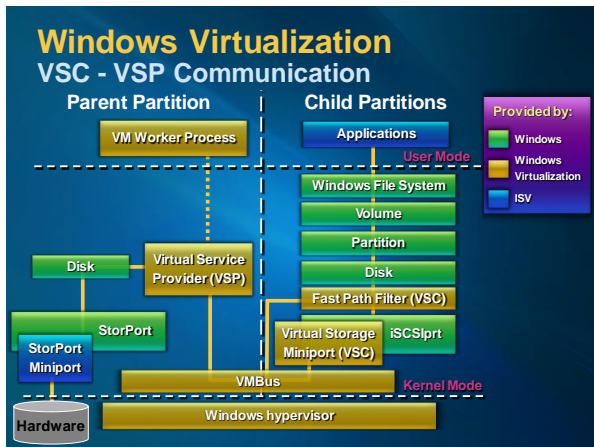 Windows Virtualization
VSC - VSP Communication
Parent Partition
Child Partitions
Provided by:
Windows
Windows
Virtualization
ISV
VM Worker Process
Applications
User Mode
Windows File System
Volume
Partition
Disk
Fast Path Filter (VSC)
iSCSIprt
Virtual Storage
Miniport (VSC)
Virtual Service
Provider (VSP)
Disk
StorPort
StorPort
Miniport
VMBus
Kernel Mode
Hardware
Windows hypervisor